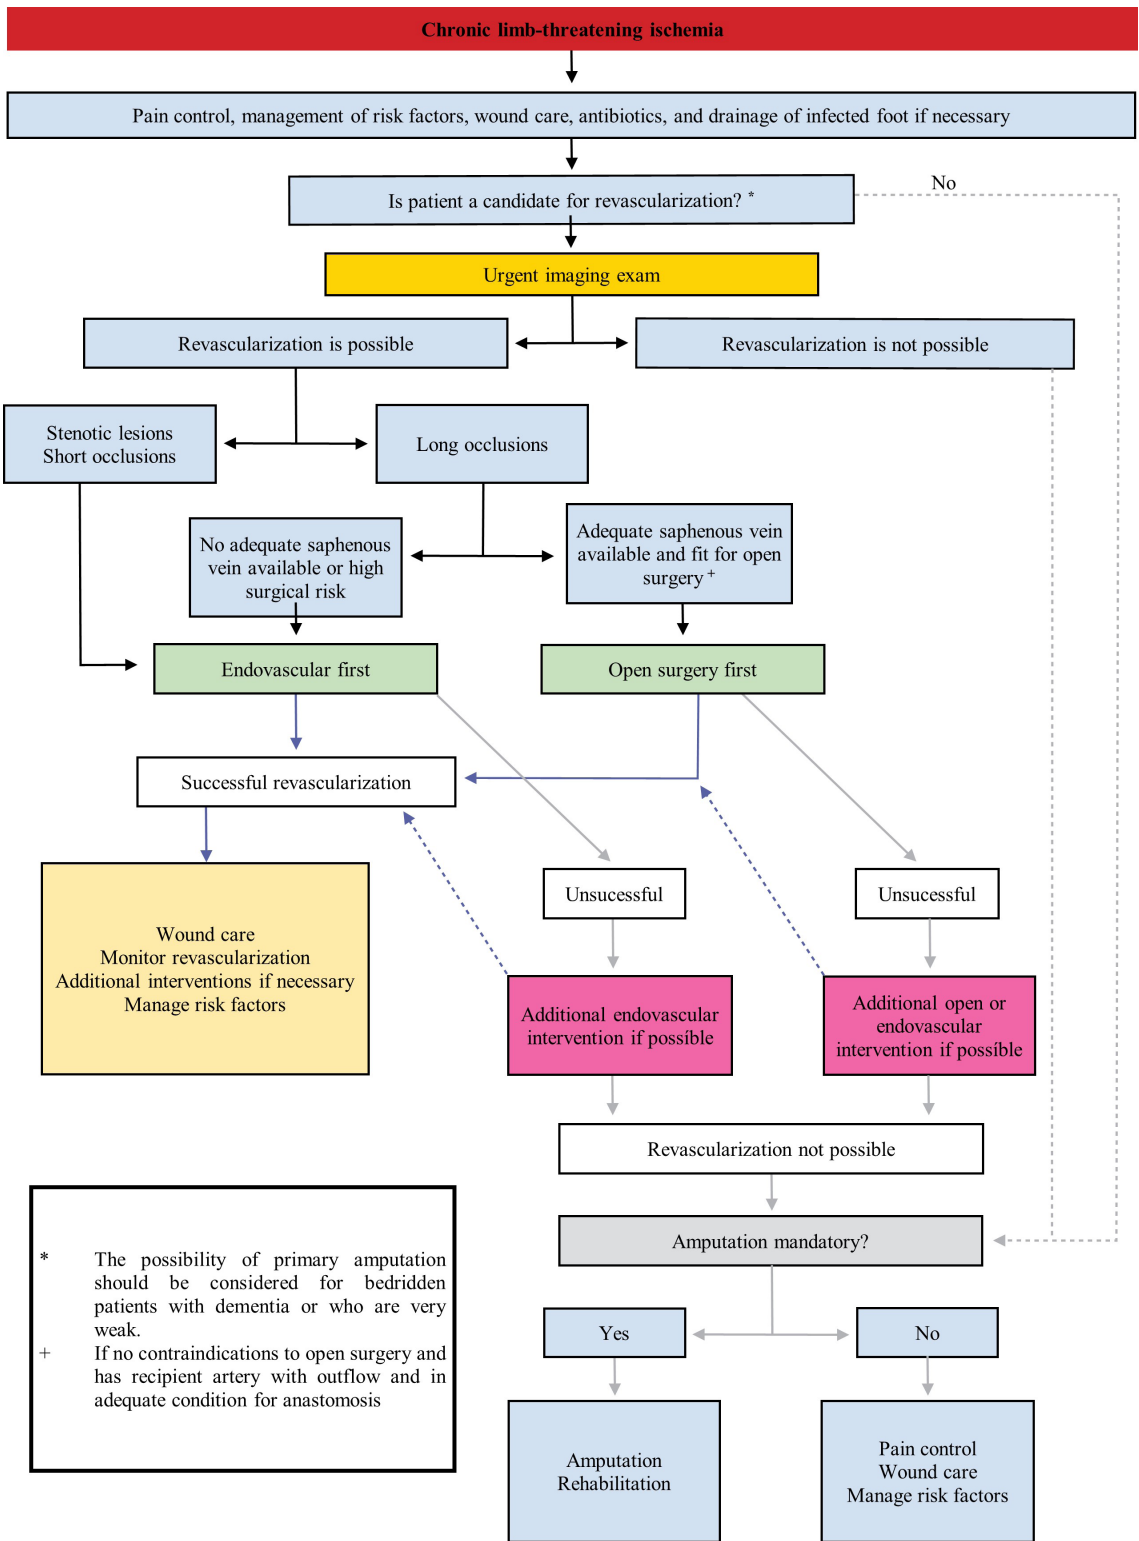 Chronic limb-threatening ischemia
Pain control, management of risk factors, wound care, antibiotics, and drainage of infected foot if necessary
Is patient a candidate for revascularization? *
No
Urgent imaging exam
Revascularization is possible
Revascularization is not possible
Stenotic lesions
Short occlusions
Long occlusions
No adequate saphenous
vein available or high
surgical risk
Adequate saphenous vein
available and fit for open
surgery +
Endovascular first
Open surgery first
Successful revascularization
Unsucessful
Unsucessful
Wound care
Monitor revascularization
Additional interventions if necessary
Manage risk factors
Additional endovascular
intervention if possíble
Additional open or
endovascular
intervention if possíble
Revascularization not possible
Amputation mandatory?
Yes
No
Amputation
Rehabilitation
Pain control
Wound care
Manage risk factors
* The possibility of primary amputation
should be considered for bedridden
patients with dementia or who are very
weak.
+ If no contraindications to open surgery and
has recipient artery with outflow and in
adequate condition for anastomosis